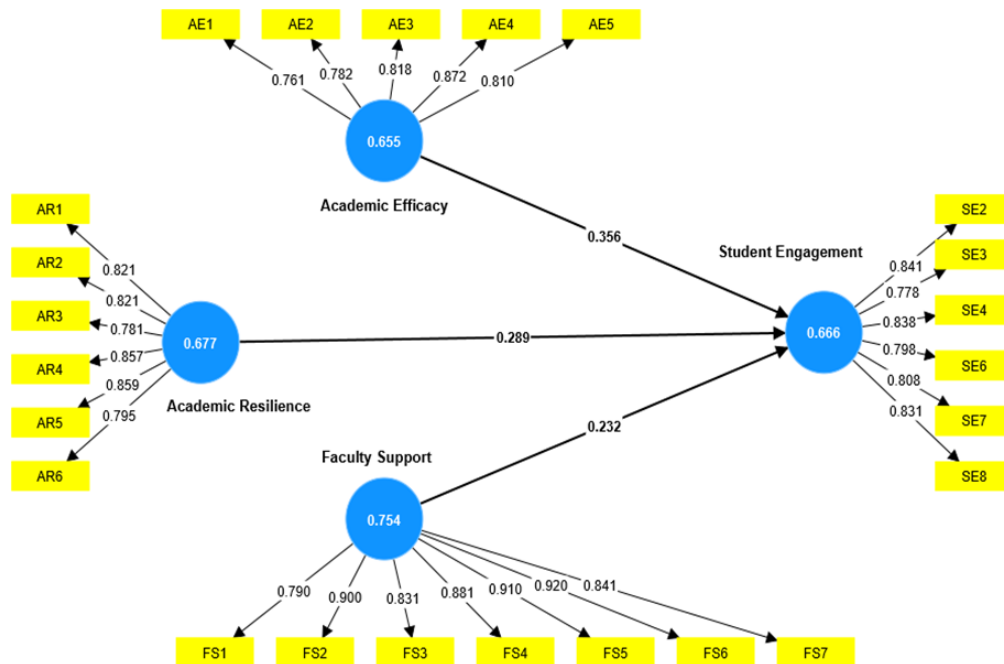 AE1 AE2 AE3 AE4 AE5
0.761 0.782 0.818 0.872 0.810
0.655
Academic Efficacy
AR1
AR2
AR3
AR4
AR5
AR6
0.821
0.821
0.781
0.857
0.859
0.795
0.677
Academic Resilience
0.356
0.289
0.232
Student Engagement
0.666
SE2
SE3
SE4
SE6
SE7
SE8
0.841
0.778
0.838
0.798
0.808
0.831
Faculty Support
0.754
0.790 0.900 0.831 0.881 0.910 0.920 0.841
FS1 FS2 FS3 FS4 FS5 FS6 FS7